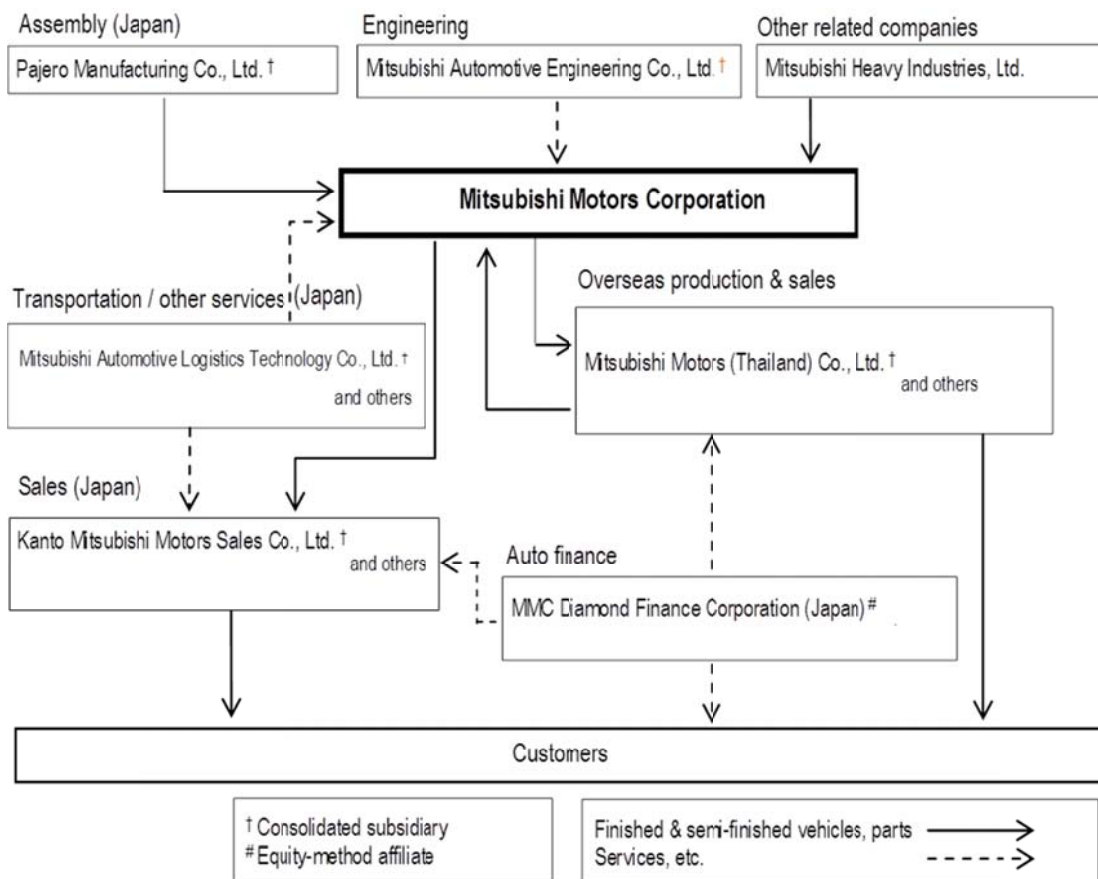 Assembly (Japan)
Pajero Manufacturing Co., Ltd. †
Engineering
Mitsubishi Automotive Engineering Co., Ltd. †
Other related companies
Mitsubishi Heavy Industries, Ltd.
Mitsubishi Motors Corporation
Transportation / other services (Japan)
Mitsubishi Automotive Logistics Technology Co., Ltd. †
and others
Overseas production & sales
Mitsubishi Motors (Thailand) Co., Ltd. †
and others
Sales (Japan)
Kanto Mitsubishi Motors Sales Co., Ltd. †
and others
Auto finance
MMC Diamond Finance Corporation (Japan) #
Customers
† Consolidated subsidiary
# Equity-method affiliate
Finished & semi-finished vehicles, parts
Services, etc.